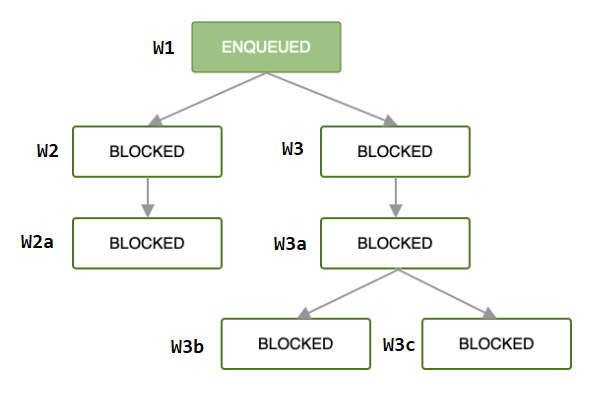 W1 ENQUEUED
W2 BLOCKED W3 BLOCKED
W2a BLOCKED W3a BLOCKED
W3b BLOCKED W3c BLOCKED